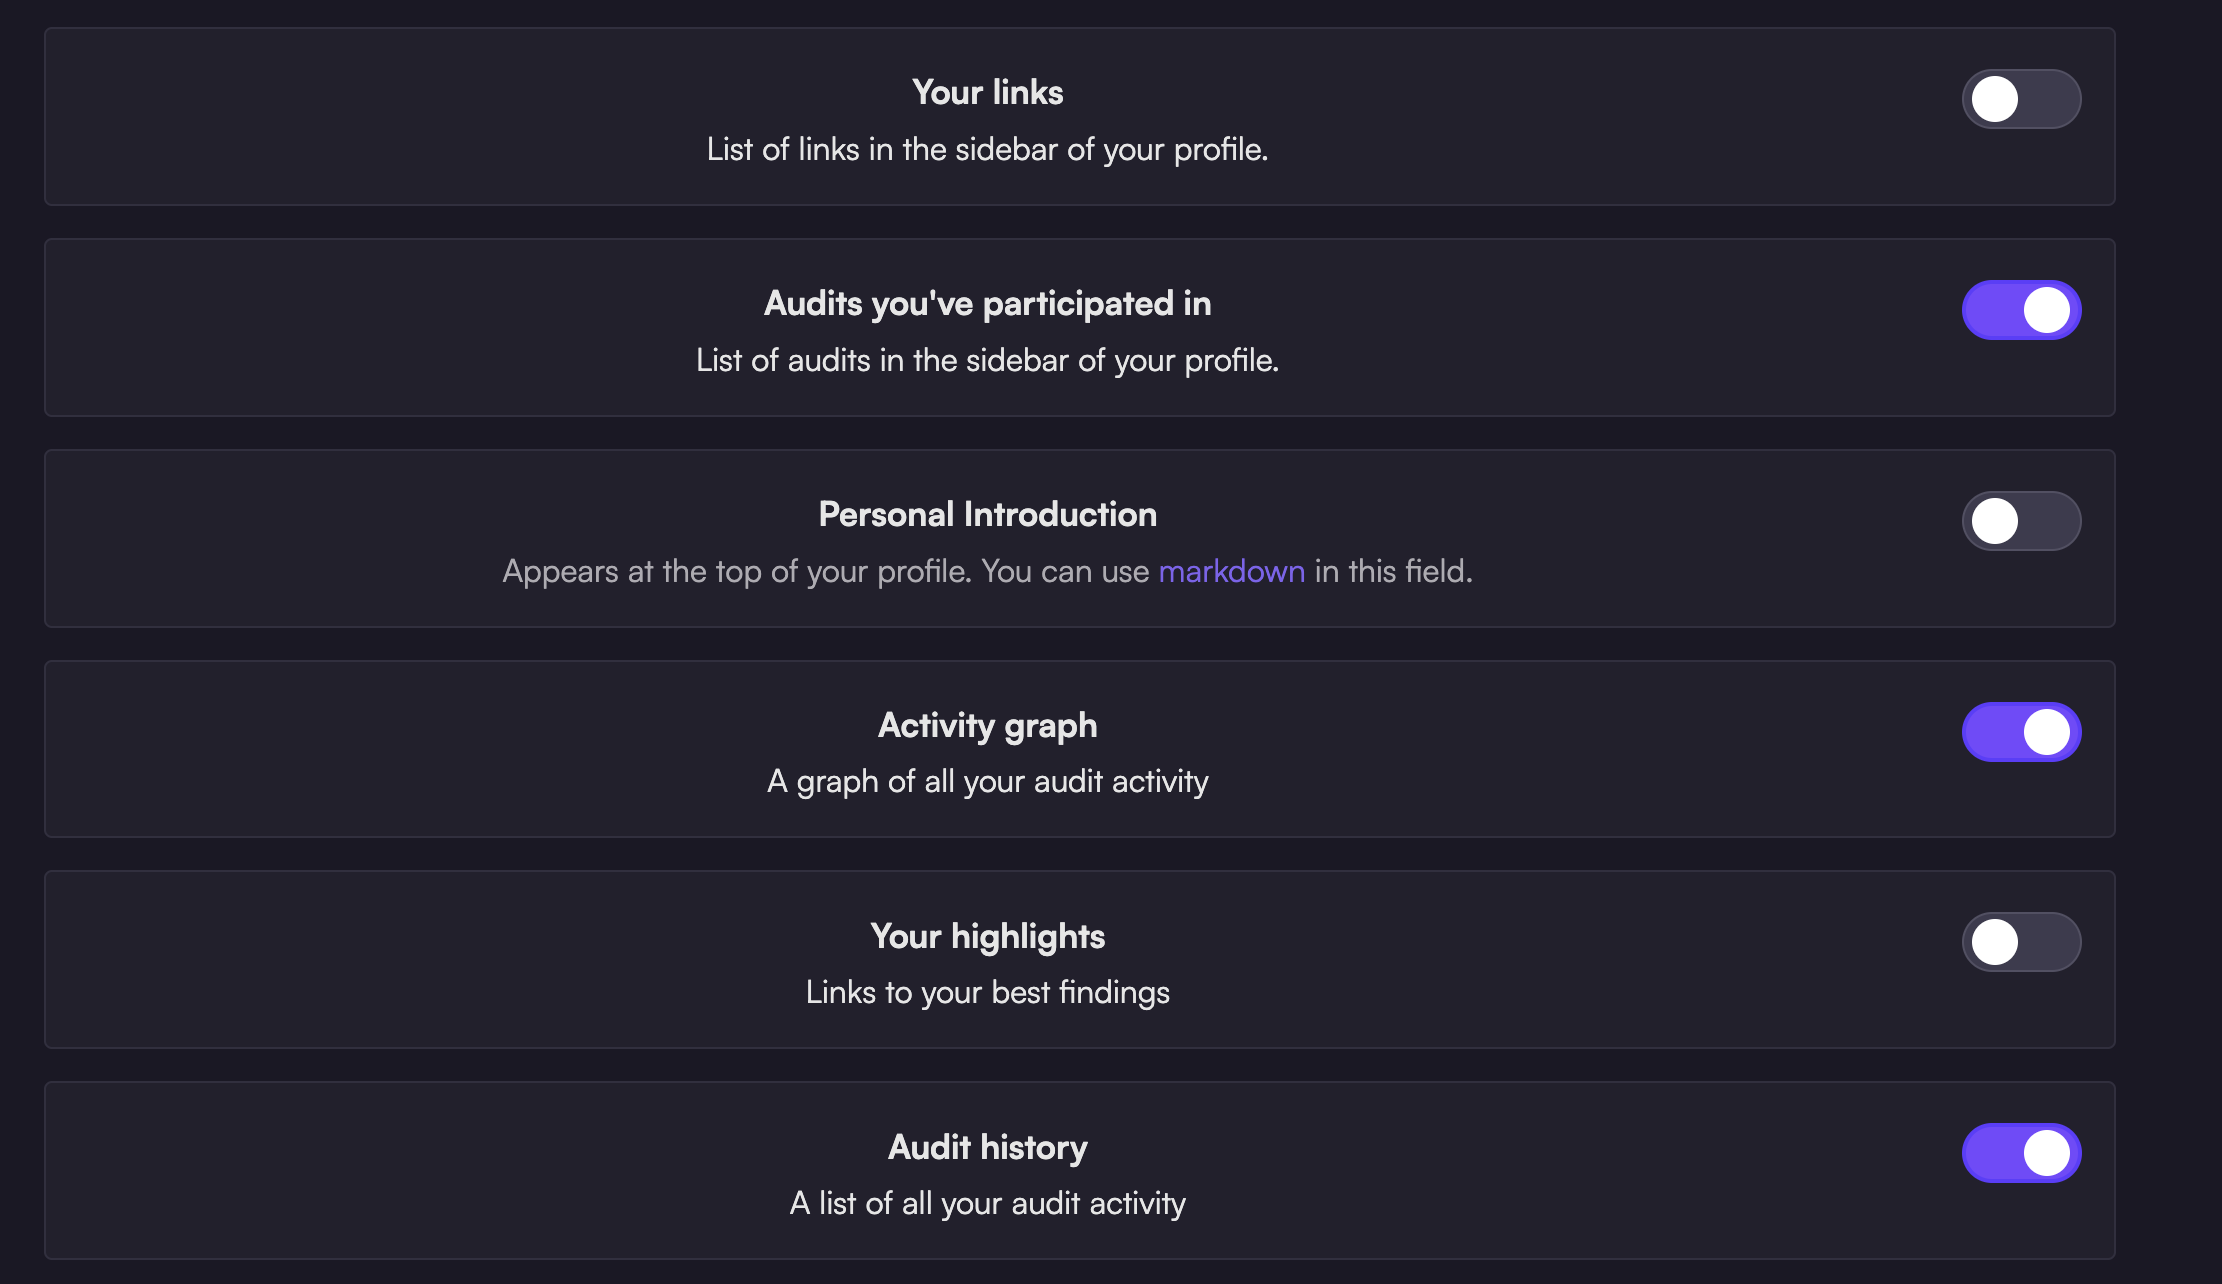 Your links
List of links in the sidebar of your profile.
Audits you've participated in
List of audits in the sidebar of your profile.
Personal Introduction
Appears at the top of your profile. You can use markdown in this field.
Activity graph
A graph of all your audit activity
Your highlights
Links to your best findings
Audit history
A list of all your audit activity